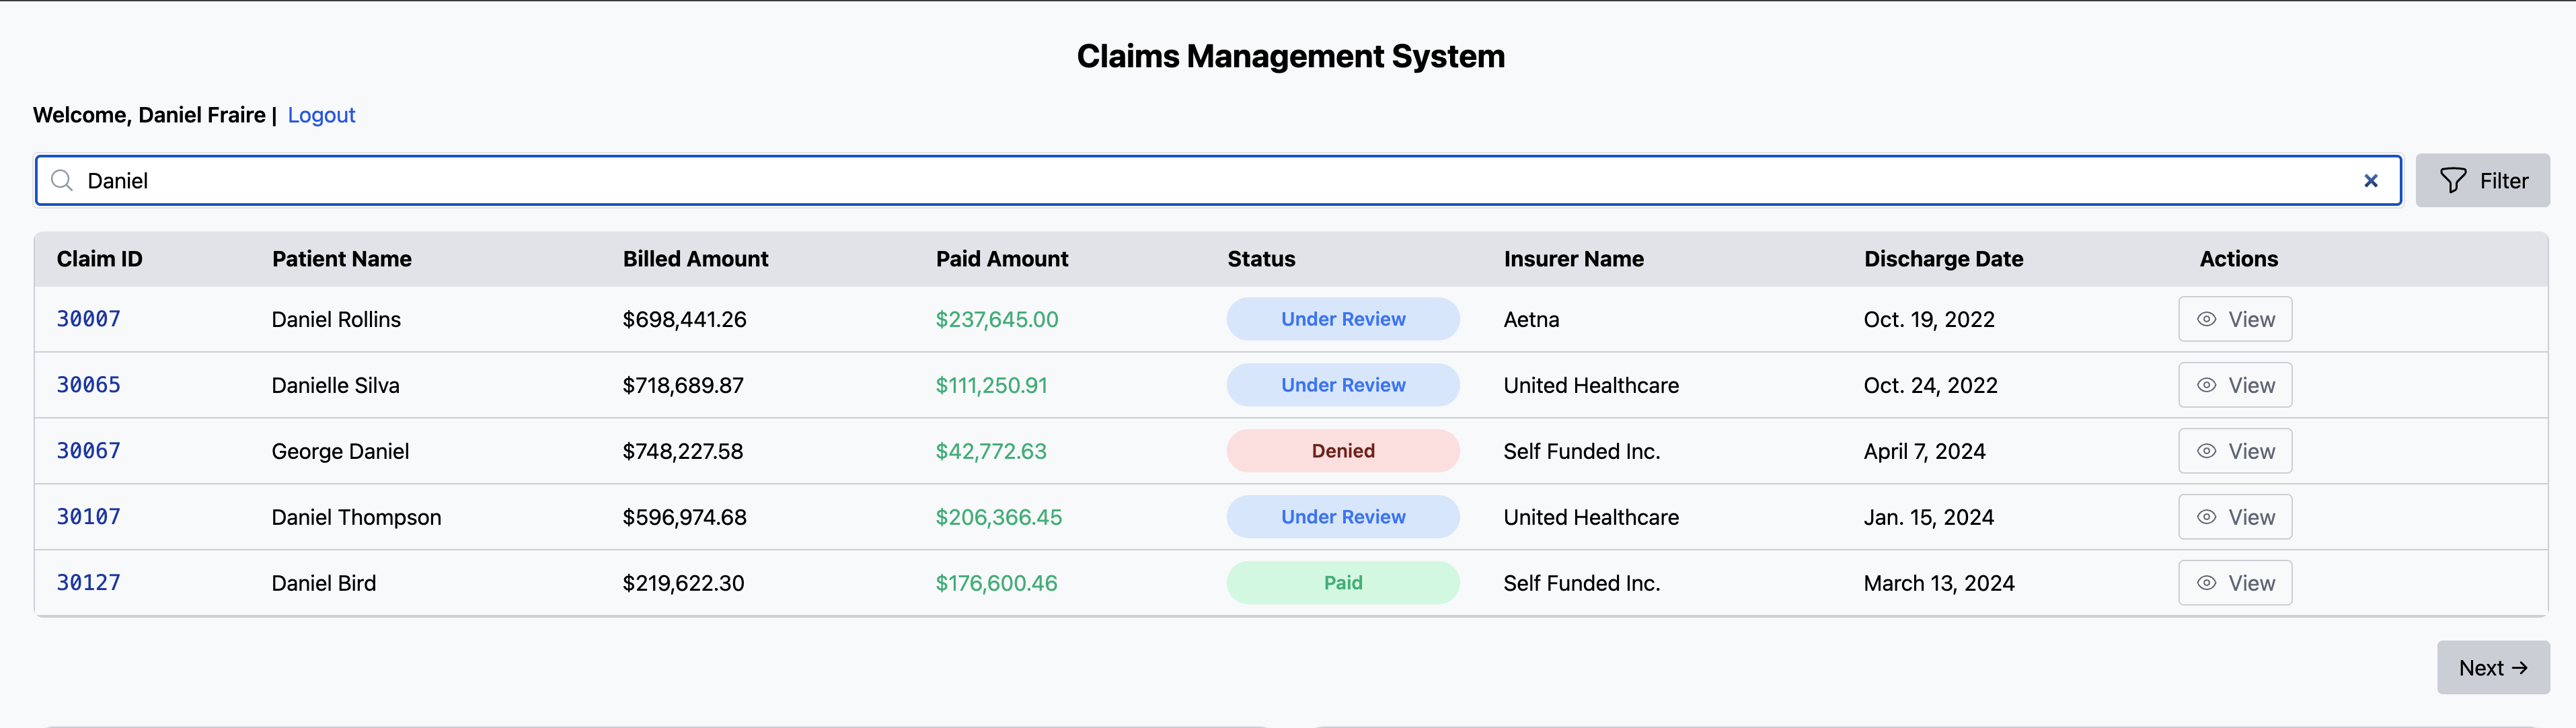 Claims Management System
Welcome, Daniel Fraire | Logout
Daniel × Filter
Claim ID Patient Name Billed Amount Paid Amount Status Insurer Name Discharge Date Actions
30007 Daniel Rollins $698,441.26 $237,645.00 Under Review Aetna Oct. 19, 2022 View
30065 Danielle Silva $718,689.87 $111,250.91 Under Review United Healthcare Oct. 24, 2022 View
30067 George Daniel $748,227.58 $42,772.63 Denied Self Funded Inc. April 7, 2024 View
30107 Daniel Thompson $596,974.68 $206,366.45 Under Review United Healthcare Jan. 15, 2024 View
30127 Daniel Bird $219,622.30 $176,600.46 Paid Self Funded Inc. March 13, 2024 View
Next →